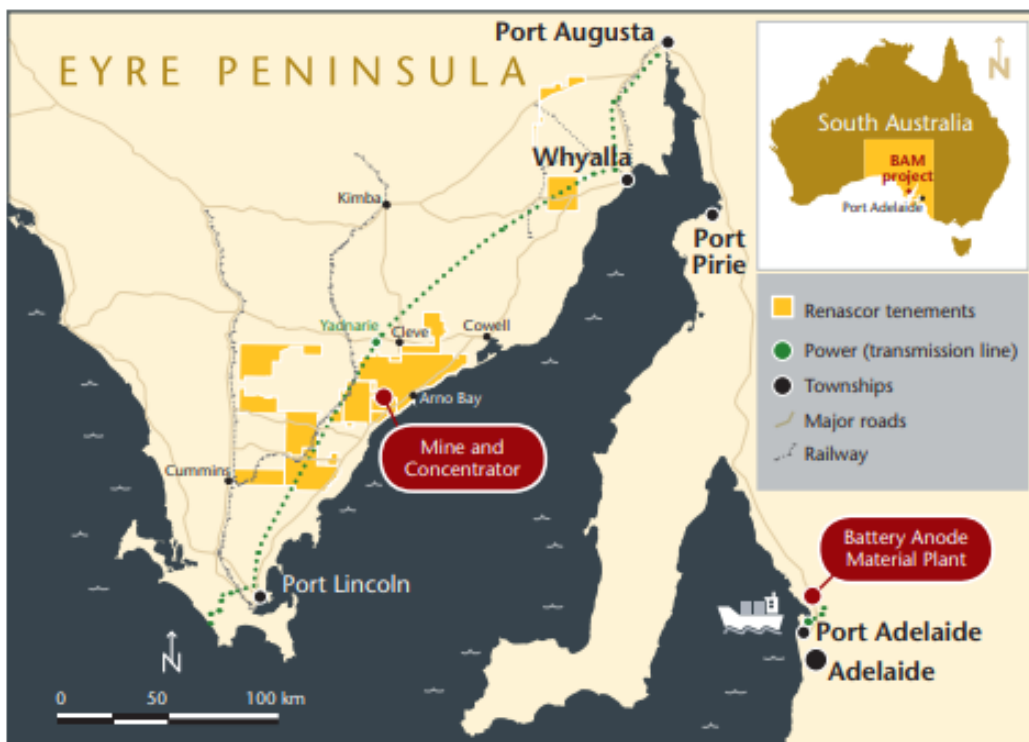 EYRE PENINSULA
Port Augusta
Whyalla
Kimba
Port
Pirie
Yadnarie
Cleve
Cowell
Arno Bay
Mine and
Concentrator
Cummins
Port Lincoln
N
0 50 100 km
Battery Anode
Material Plant
Port Adelaide
Adelaide
N
South Australia
BAM
project
Port Adelaide
Renascor tenements
Power (transmission line)
Townships
Major roads
Railway